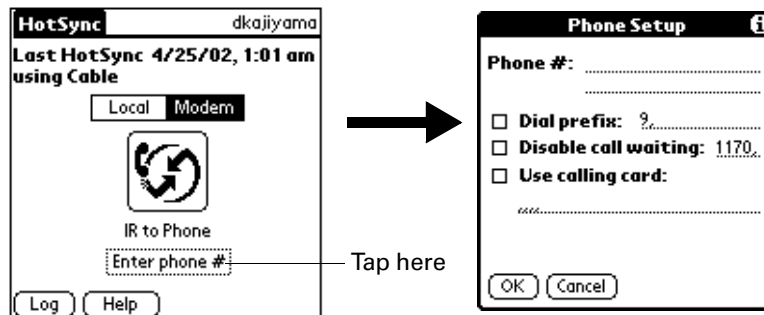 HotSync dkajiyama
Last HotSync 4/25/02, 1:01 am
using Cable
Local Modem
IR to Phone
Enter phone #
Log Help
Tap here
Phone Setup i
Phone #:
Dial prefix: 9,
Disable call waiting: 1170,
Use calling card:
,,,,
OK Cancel